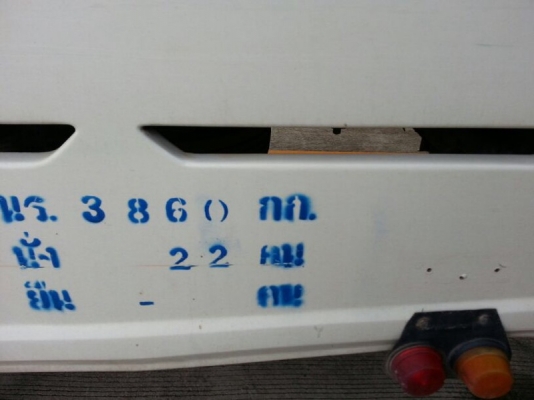 นร. 3860 กก.
นั่ง 22 คน
ยืน - คน